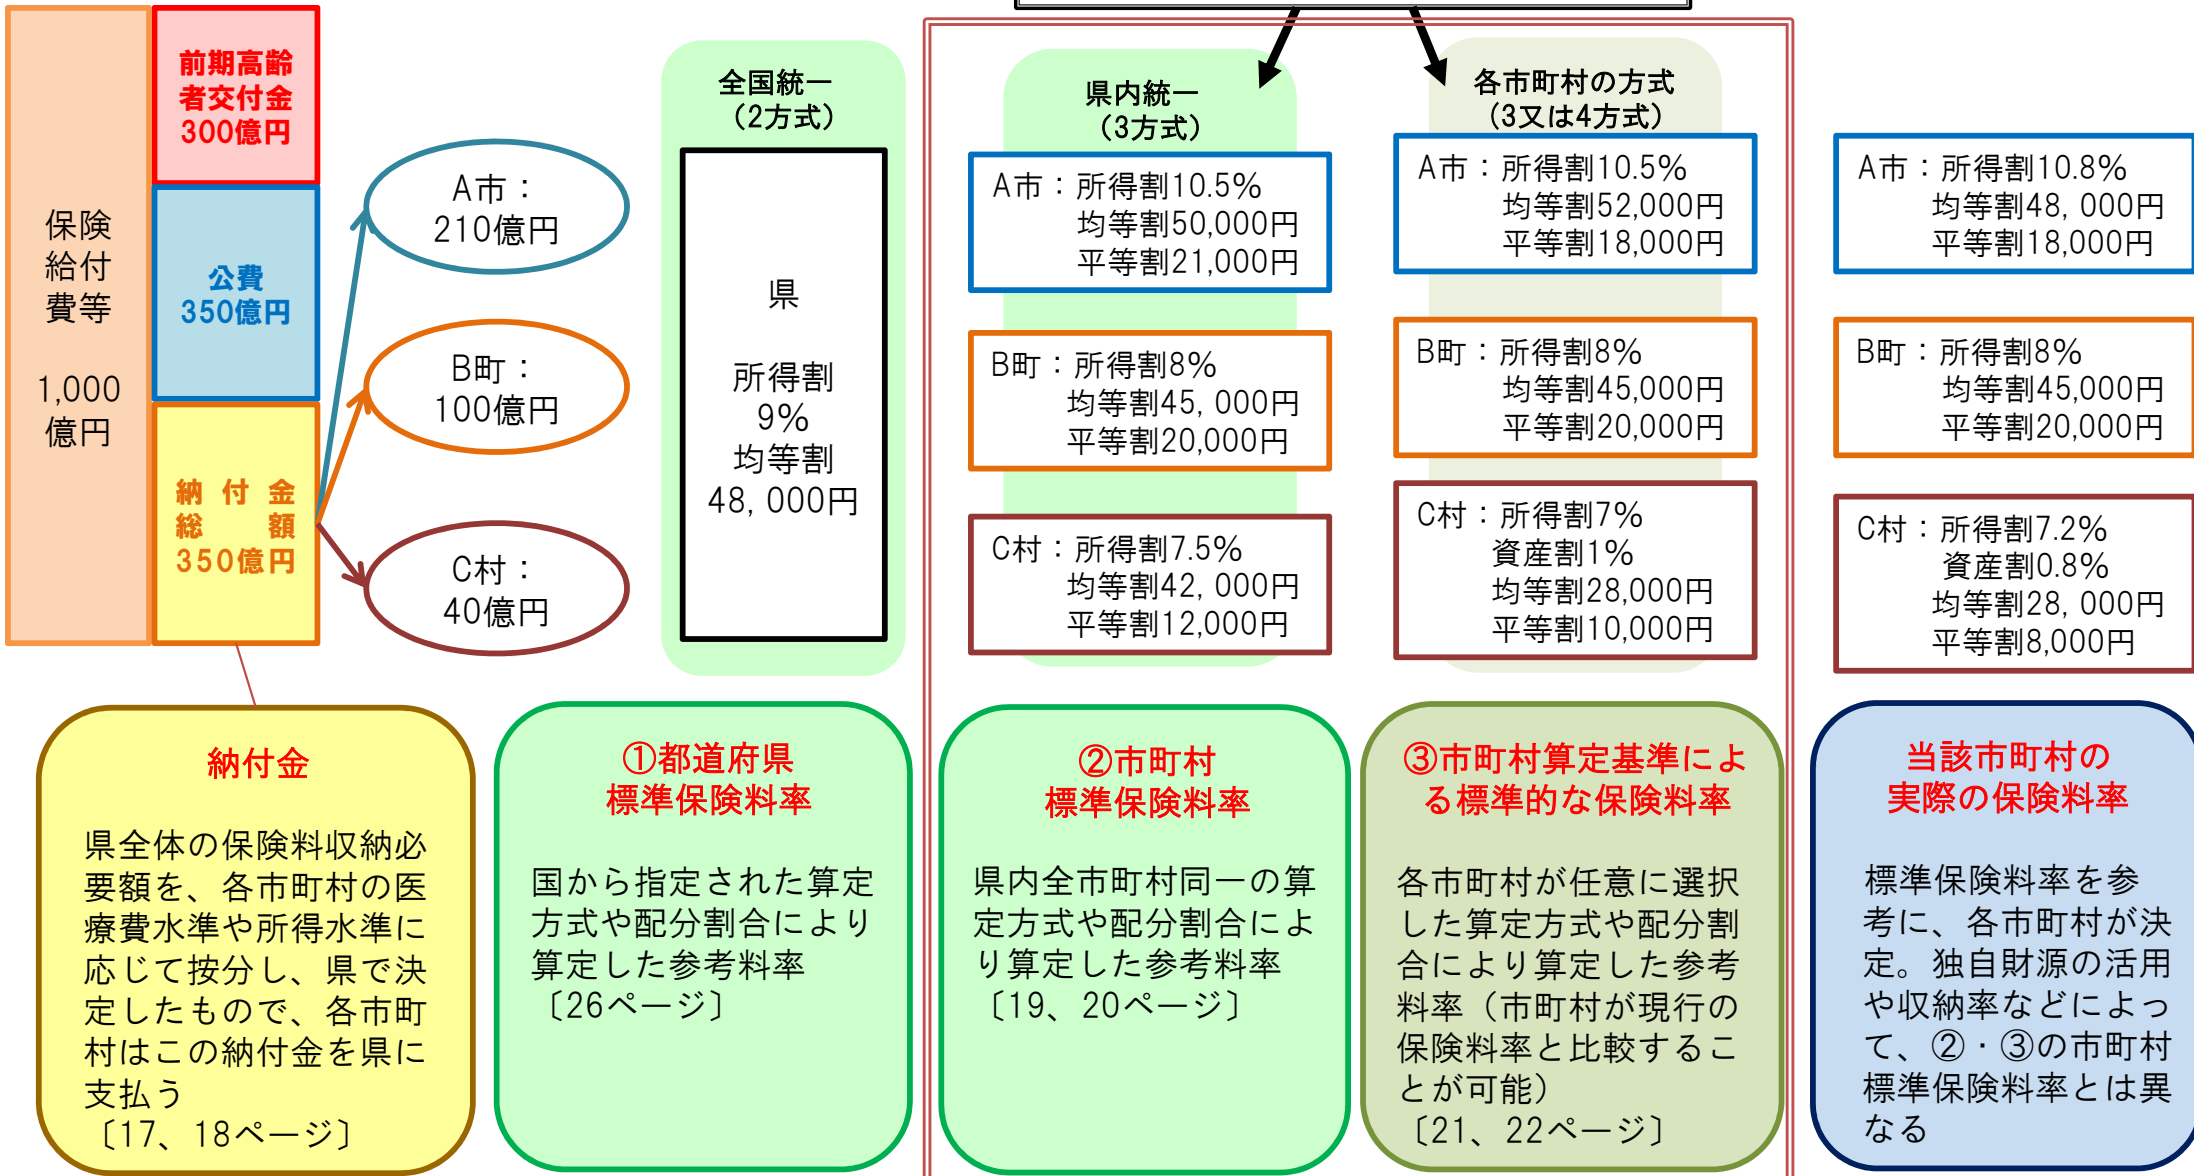 保険
給付
費等
1,000
億円
前期高齢
者交付金
300億円
公費
350億円
納付金
総額
350億円
A市：
210億円
B町：
100億円
C村：
40億円
全国統一
（2方式）
県
所得割
9%
均等割
48,000円
県内統一
（3方式）
A市：所得割10.5%
均等割50,000円
平等割21,000円
B町：所得割8%
均等割45,000円
平等割20,000円
C村：所得割7.5%
均等割42,000円
平等割12,000円
各市町村の方式
（3又は4方式）
A市：所得割10.5%
均等割52,000円
平等割18,000円
B町：所得割8%
均等割45,000円
平等割20,000円
C村：所得割7%
資産割1%
均等割28,000円
平等割10,000円
A市：所得割10.8%
均等割48,000円
平等割18,000円
B町：所得割8%
均等割45,000円
平等割20,000円
C村：所得割7.2%
資産割0.8%
均等割28,000円
平等割8,000円
納付金
県全体の保険料収納必
要額を、各市町村の医
療費水準や所得水準に
応じて按分し、県で決
定したもので、各市町
村はこの納付金を県に
支払う
〔17、18ページ〕
①都道府県
標準保険料率
国から指定された算定
方式や配分割合により
算定した参考料率
〔26ページ〕
②市町村
標準保険料率
県内全市町村同一の算
定方式や配分割合によ
り算定した参考料率
〔19、20ページ〕
③市町村算定基準によ
る標準的な保険料率
各市町村が任意に選択
した算定方式や配分割
合により算定した参考
料率（市町村が現行の
保険料率と比較するこ
とが可能）
〔21、22ページ〕
当該市町村の
実際の保険料率
標準保険料率を参
考に、各市町村が決
定。独自財源の活用
や収納率などによっ
て、②・③の市町村
標準保険料率とは異
なる